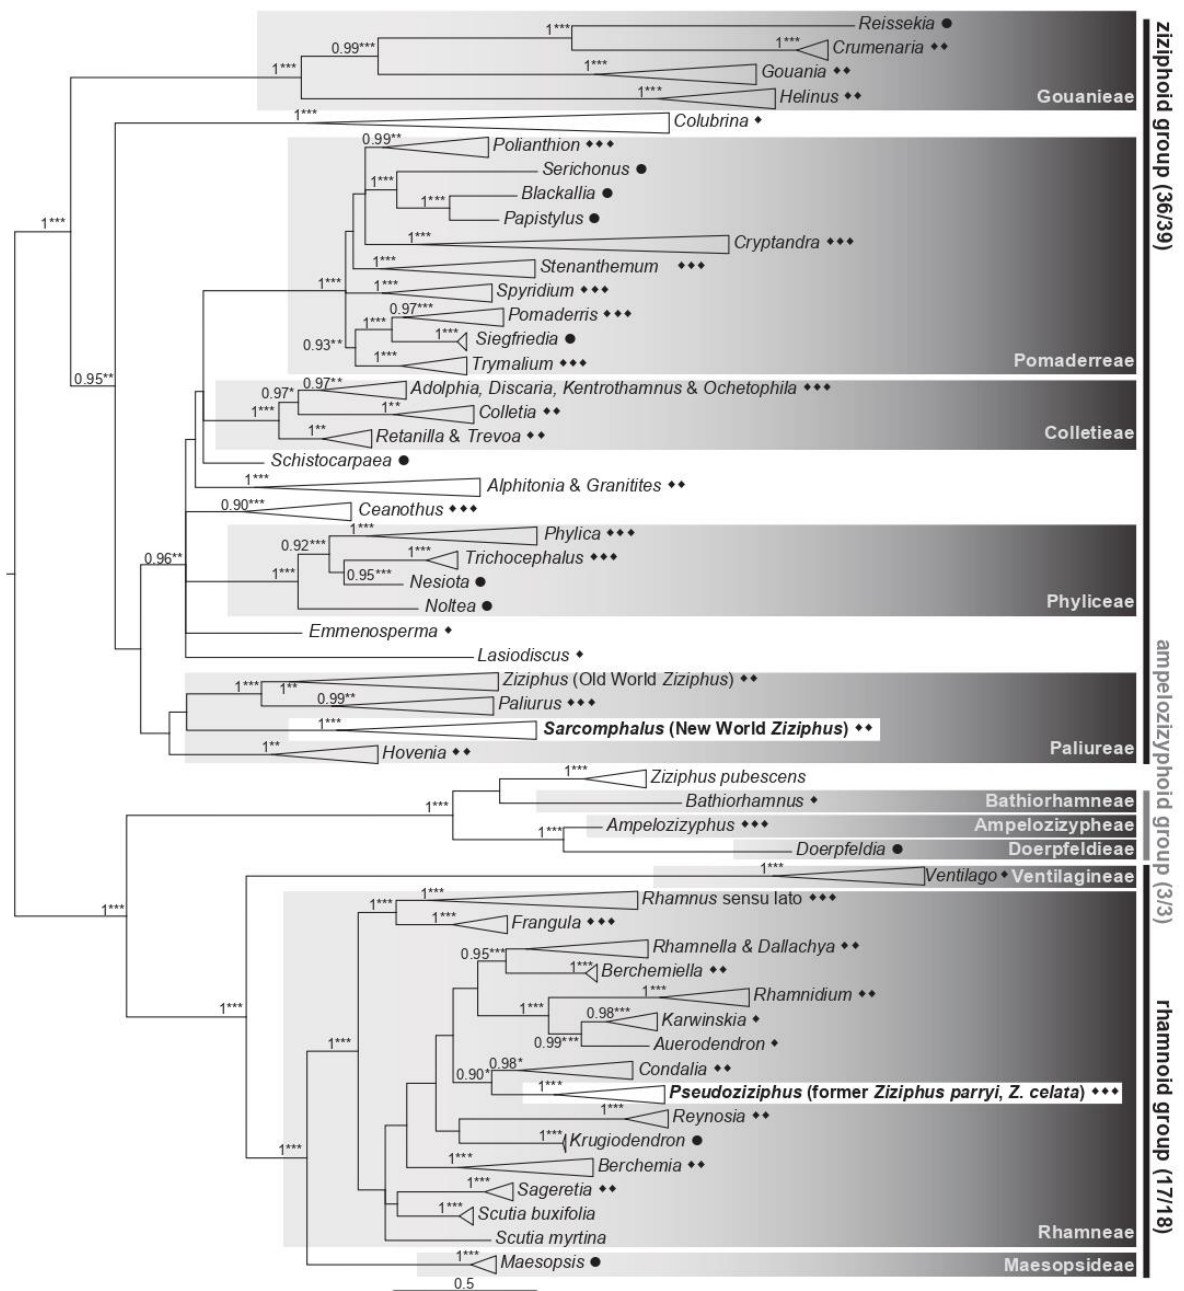 Reissekia ●
1***
Crumenaria ◆◆
1***
0.99***
Gouania ◆◆
1***
1***
Helinus ◆◆
1***
Gouanieae
Colubrina ◆
1***
Polianthion ◆◆◆
0.99**
Serichonus ●
1***
Blackallia ●
1***
Papistylus ●
Cryptandra ◆◆◆
1***
Stenanthemum ◆◆◆
1***
Spyridium ◆◆◆
1***
1***
Pomaderris ◆◆◆
0.97***
1***
Siegfriedia ●
1***
0.93**
Trymalium ◆◆◆
1***
Pomaderreae
Adolphia, Discaria, Kentrothamnus & Ochetophila ◆◆◆
0.97**
0.97*
Colletia ◆◆
1**
1***
Retanilla & Trevoa ◆◆
1**
Colletieae
Schistocarpaea ●
Alphitonia & Granitites ◆◆
1***
Ceanothus ◆◆◆
0.90***
Phylica ◆◆◆
1***
0.92***
Trichocephalus ◆◆◆
1***
0.95***
Nesiota ●
1***
Noltea ●
Phyliceae
Emmenosperma ◆
Lasiodiscus ◆
0.96**
0.95**
1***
Ziziphus (Old World Ziziphus) ◆◆
1***
1**
Paliurus ◆◆◆
0.99**
Sarcomphalus (New World Ziziphus) ◆◆
1***
Hovenia ◆◆
1**
Paliureae
ziziphoid group (36/39)
Ziziphus pubescens
1***
Bathiorhamnus ◆
Bathiorhamneae
1***
Ampelozizyphus ◆◆◆
Ampelozizypheae
1***
Doerpfeldia ●
Doerpfeldieae
ampelozizyphoid group (3/3)
Ventilago ◆
Ventilagineae
1***
1***
Rhamnus sensu lato ◆◆◆
1***
1***
Frangula ◆◆◆
1***
Rhamnella & Dallachya ◆◆
0.95***
Berchemiella ◆◆
1***
Rhamnidium ◆◆
1***
1***
Karwinskia ◆
0.98***
0.99***
Auerodendron ◆
Condalia ◆◆
0.98*
0.90*
Pseudoziziphus (former Ziziphus parryi, Z. celata) ◆◆◆
1***
Reynosia ◆◆
1***
Krugiodendron ●
1***
Berchemia ◆◆
1***
Sageretia ◆◆
1***
Scutia buxifolia
1***
Scutia myrtina
Rhamneae
1***
1***
1***
Maesopsis ●
1***
Maesopsideae
rhamnoid group (17/18)
0.5